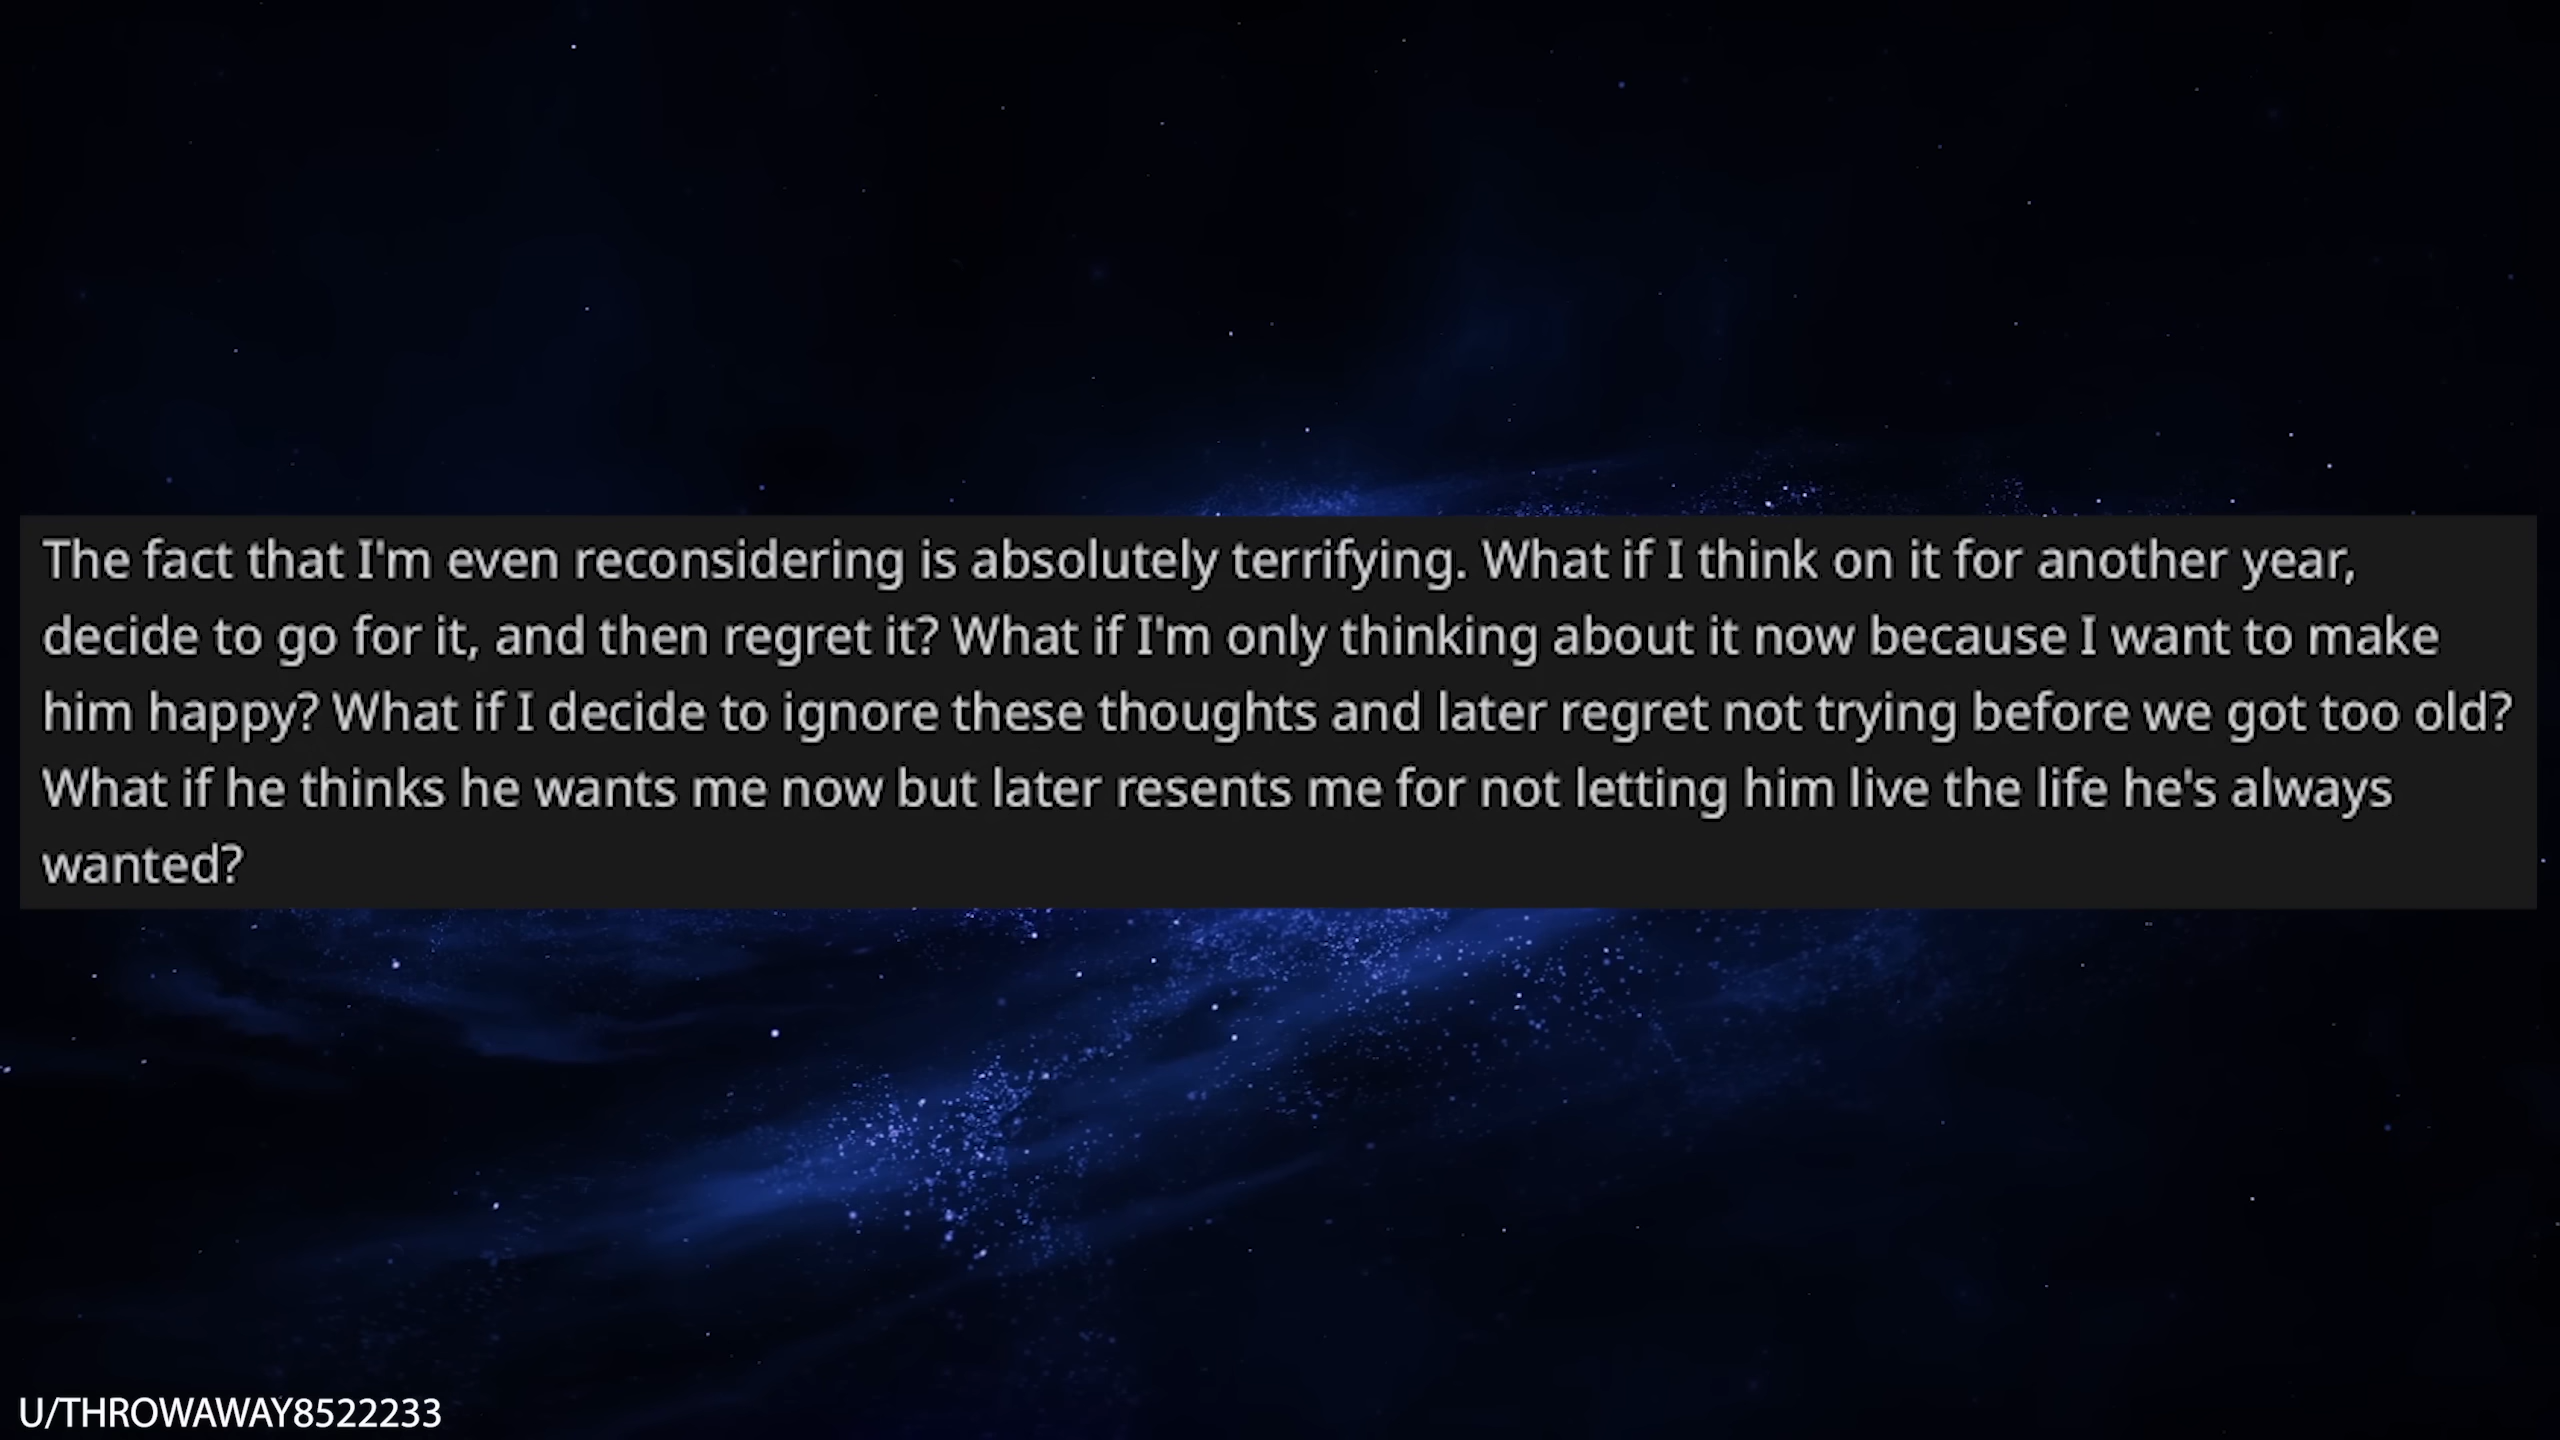 The fact that I'm even reconsidering is absolutely terrifying. What if I think on it for another year,
decide to go for it, and then regret it? What if I'm only thinking about it now because I want to make
him happy? What if I decide to ignore these thoughts and later regret not trying before we got too old?
What if he thinks he wants me now but later resents me for not letting him live the life he's always
wanted?
U/THROWAWAY8522233